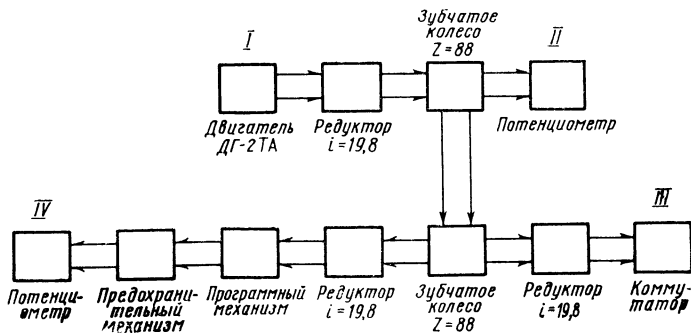 I
Зубчатое
колесо
Z=88
II
Двигатель
ДГ-2ТА
Редуктор
i=19,8
Потенциометр
IV
III
Потенци-
ометр
Предохрани-
тельный
механизм
Программный
механизм
Редуктор
i=19,8
Зубчатое
колесо
Z=88
Редуктор
i=19,8
Комму-
татор